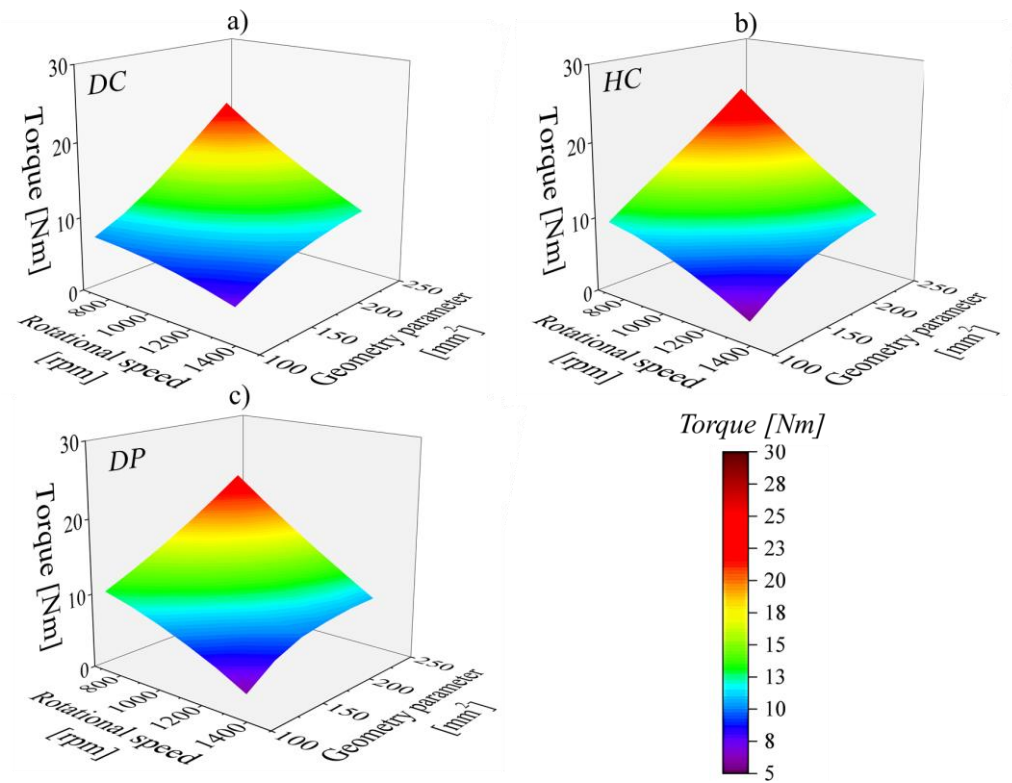 a)
DC
30
20
10
0
Torque [Nm]
800
1000
1200
1400
Rotational speed
[rpm]
100
150
200
250
Geometry parameter
[mm²]
b)
HC
30
20
10
0
Torque [Nm]
800
1000
1200
1400
Rotational speed
[rpm]
100
150
200
250
Geometry parameter
[mm²]
c)
DP
30
20
10
0
Torque [Nm]
800
1000
1200
1400
Rotational speed
[rpm]
100
150
200
250
Geometry parameter
[mm²]
Torque [Nm]
30
28
25
23
20
18
15
13
10
8
5